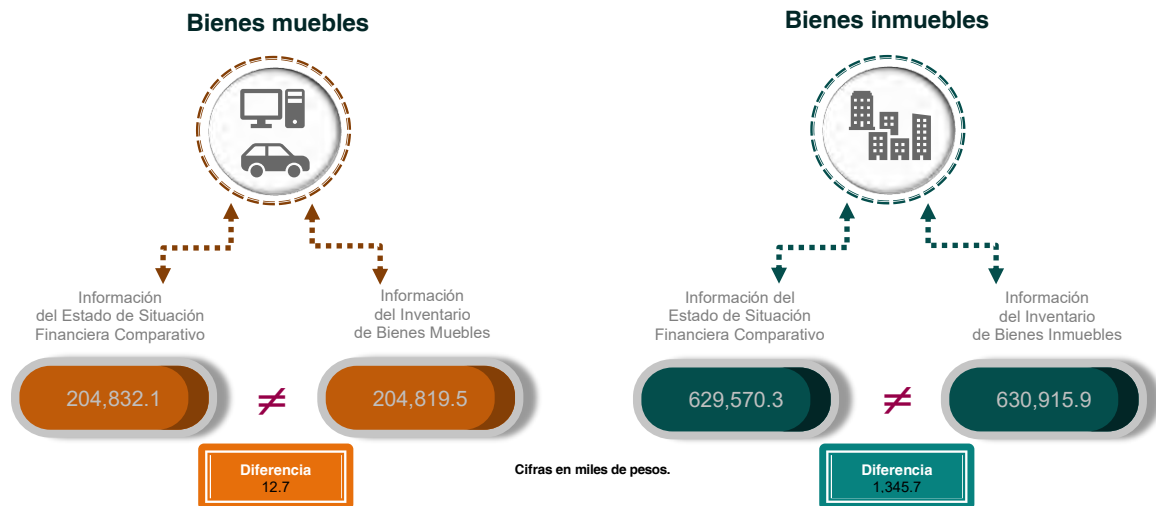 Bienes muebles
Información
del Estado de Situación
Financiera Comparativo
Información
del Inventario
de Bienes Muebles
204,832.1
≠
204,819.5
Diferencia
12.7
Cifras en miles de pesos.
Bienes inmuebles
Información del
Estado de Situación
Financiera Comparativo
Información
del Inventario
de Bienes Inmuebles
629,570.3
≠
630,915.9
Diferencia
1,345.7